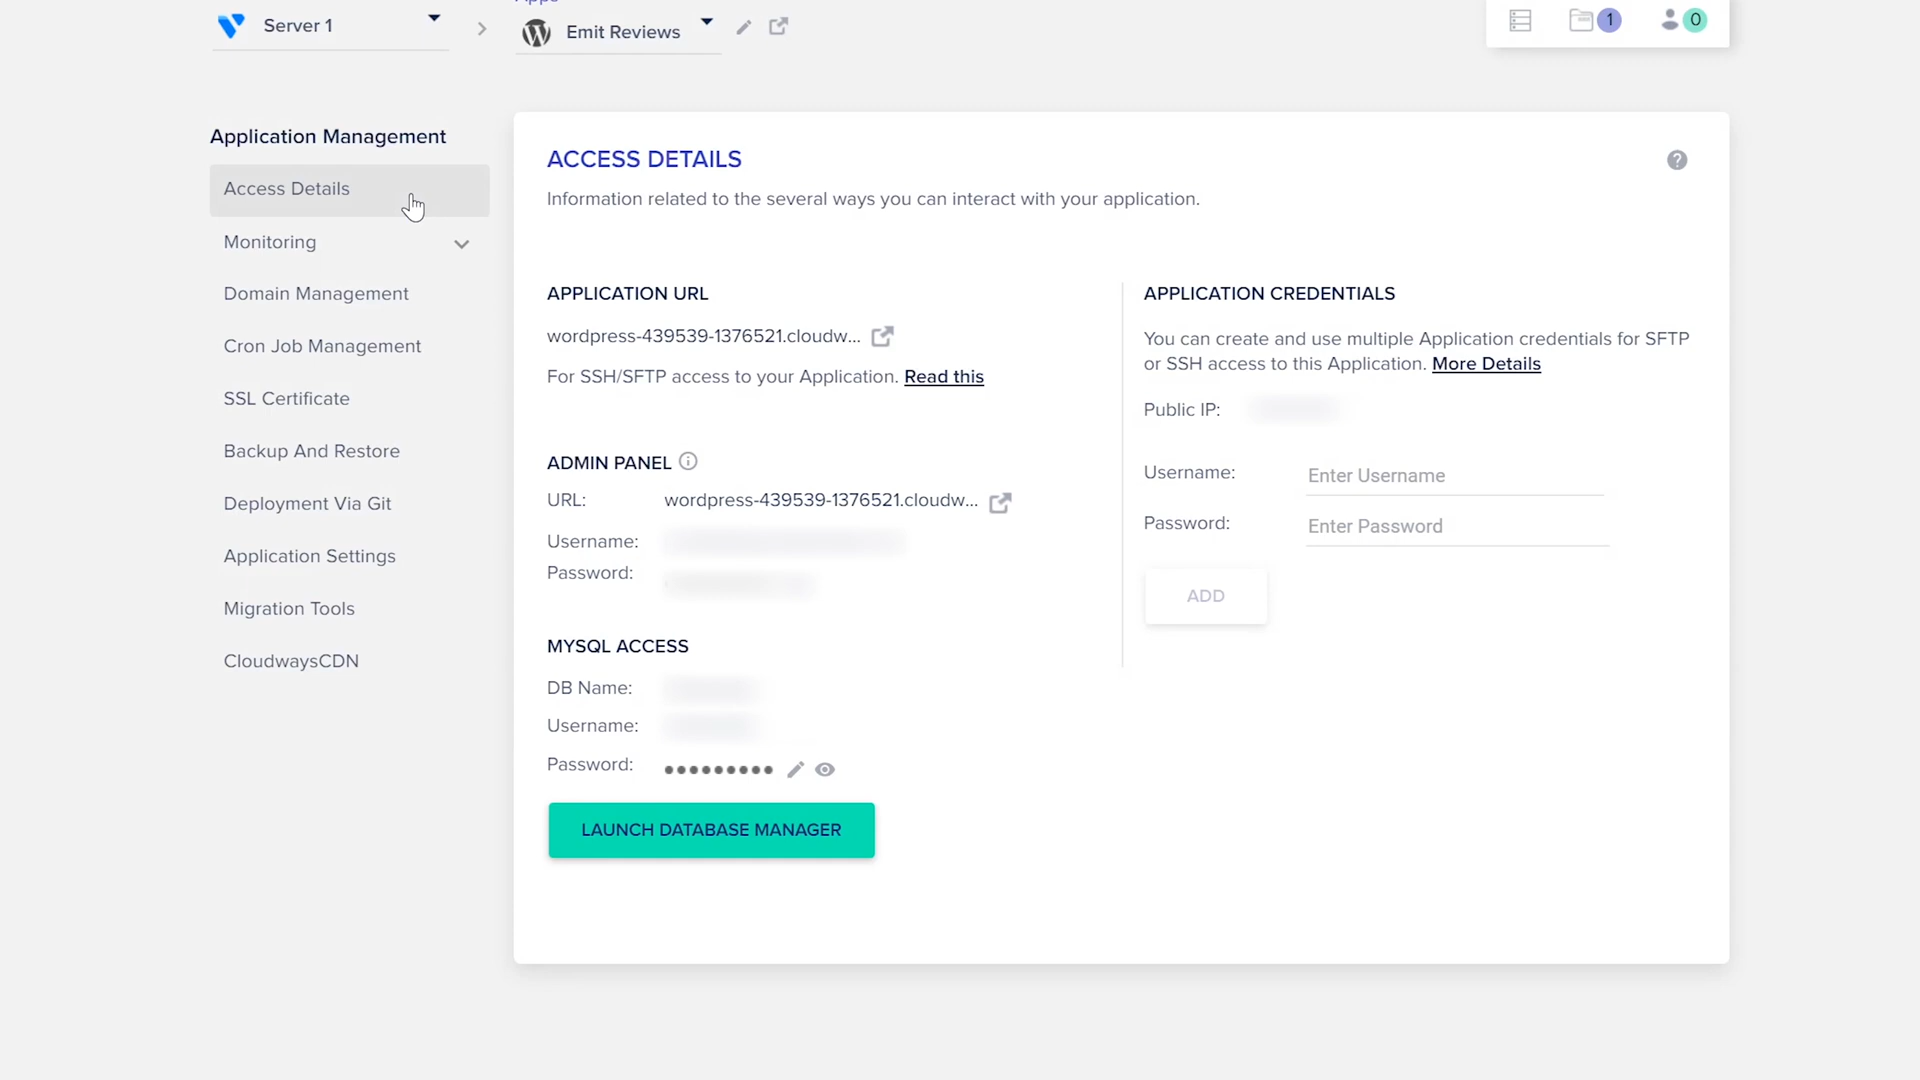 Apps
Server 1
Emit Reviews
1
0
Application Management
Access Details
Monitoring
Domain Management
Cron Job Management
SSL Certificate
Backup And Restore
Deployment Via Git
Application Settings
Migration Tools
CloudwaysCDN
ACCESS DETAILS
Information related to the several ways you can interact with your application.
APPLICATION URL
wordpress-439539-1376521.cloudw...
For SSH/SFTP access to your Application. Read this
ADMIN PANEL
URL: wordpress-439539-1376521.cloudw...
Username:
Password:
MYSQL ACCESS
DB Name:
Username:
Password: •••••••••
LAUNCH DATABASE MANAGER
APPLICATION CREDENTIALS
You can create and use multiple Application credentials for SFTP
or SSH access to this Application. More Details
Public IP:
Username: Enter Username
Password: Enter Password
ADD